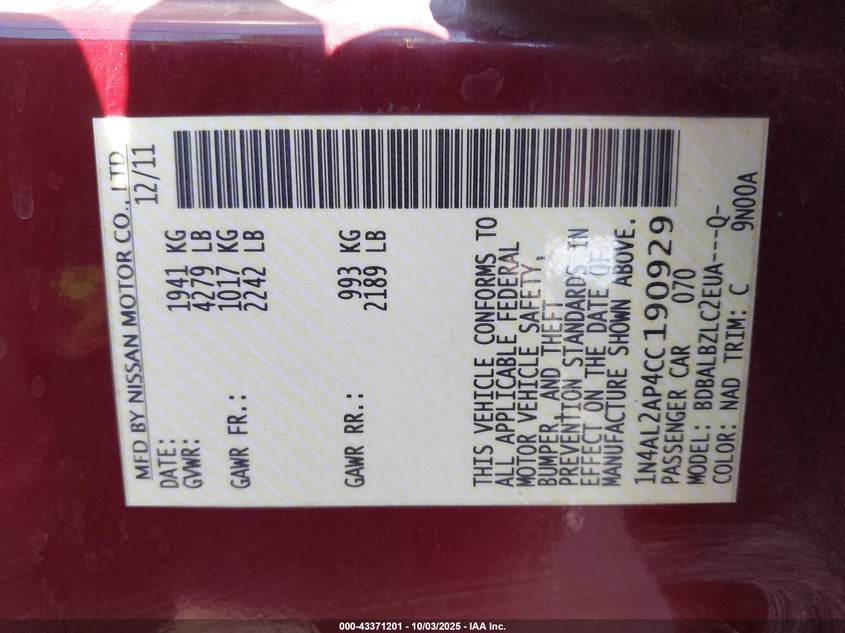 MFD BY NISSAN MOTOR CO., LTD
DATE: 12/11
GVWR: 1941 KG
4279 LB
GAWR FR.: 1017 KG
2242 LB
GAWR RR.: 993 KG
2189 LB
THIS VEHICLE CONFORMS TO
ALL APPLICABLE FEDERAL
MOTOR VEHICLE SAFETY,
BUMPER, AND THEFT
PREVENTION STANDARDS IN
EFFECT ON THE DATE OF
MANUFACTURE SHOWN ABOVE.
1N4AL2AP4CC190929
PASSENGER CAR 070
MODEL: BDBALBZLC2EUA---Q-
COLOR: NAD TRIM: C 9N00A
000-43371201 - 10/03/2025 - IAA Inc.